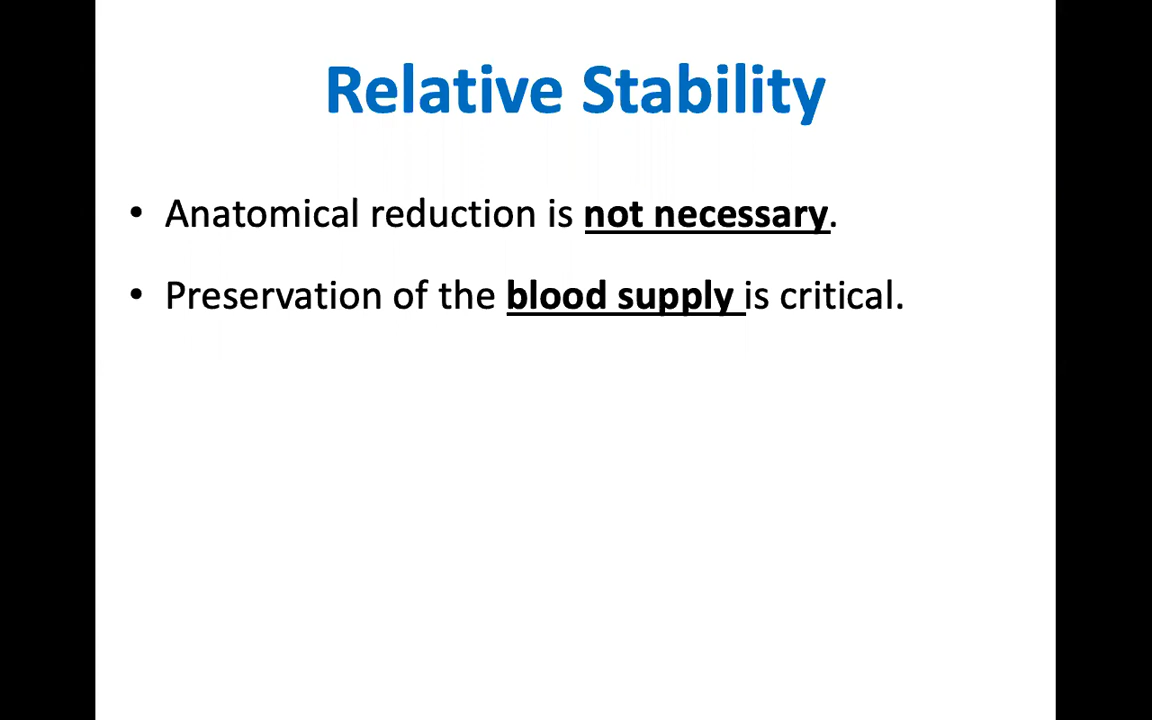 Relative Stability
• Anatomical reduction is not necessary.
• Preservation of the blood supply is critical.